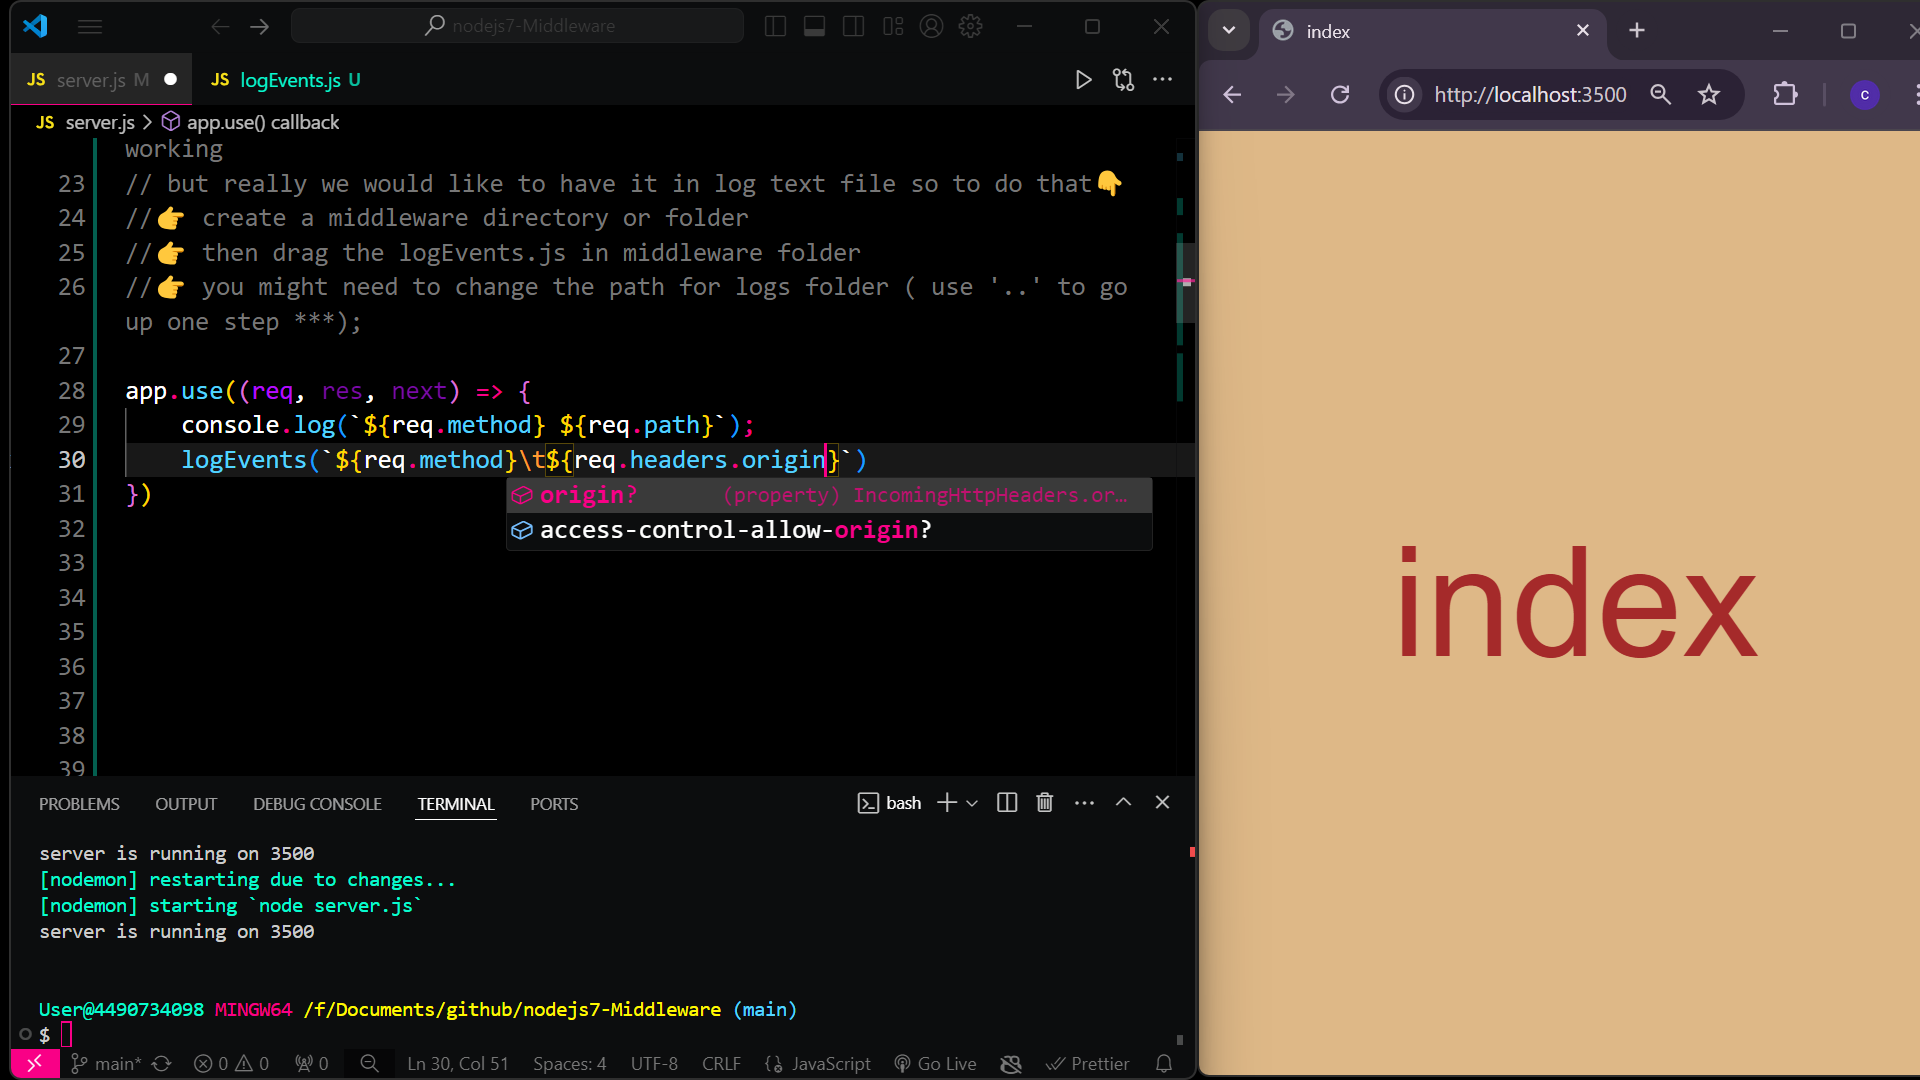 nodejs7-Middleware
JS server.js M
JS logEvents.js U
JS server.js > app.use() callback
working
23 // but really we would like to have it in log text file so to do that👇
24 //👉 create a middleware directory or folder
25 //👉 then drag the logEvents.js in middleware folder
26 //👉 you might need to change the path for logs folder ( use '..' to go
up one step ***);
27
28 app.use((req, res, next) => {
29     console.log(`${req.method} ${req.path}`);
30     logEvents(`${req.method}\t${req.headers.origin}`)
31 })
origin? (property) IncomingHttpHeaders.or…
access-control-allow-origin?
32
33
34
35
36
37
38
39
PROBLEMS OUTPUT DEBUG CONSOLE TERMINAL PORTS
bash
server is running on 3500
[nodemon] restarting due to changes...
[nodemon] starting `node server.js`
server is running on 3500
User@4490734098 MINGW64 /f/Documents/github/nodejs7-Middleware (main)
$
main* 0 0 0 Ln 30, Col 51 Spaces: 4 UTF-8 CRLF JavaScript Go Live Prettier
index
http://localhost:3500
c
index